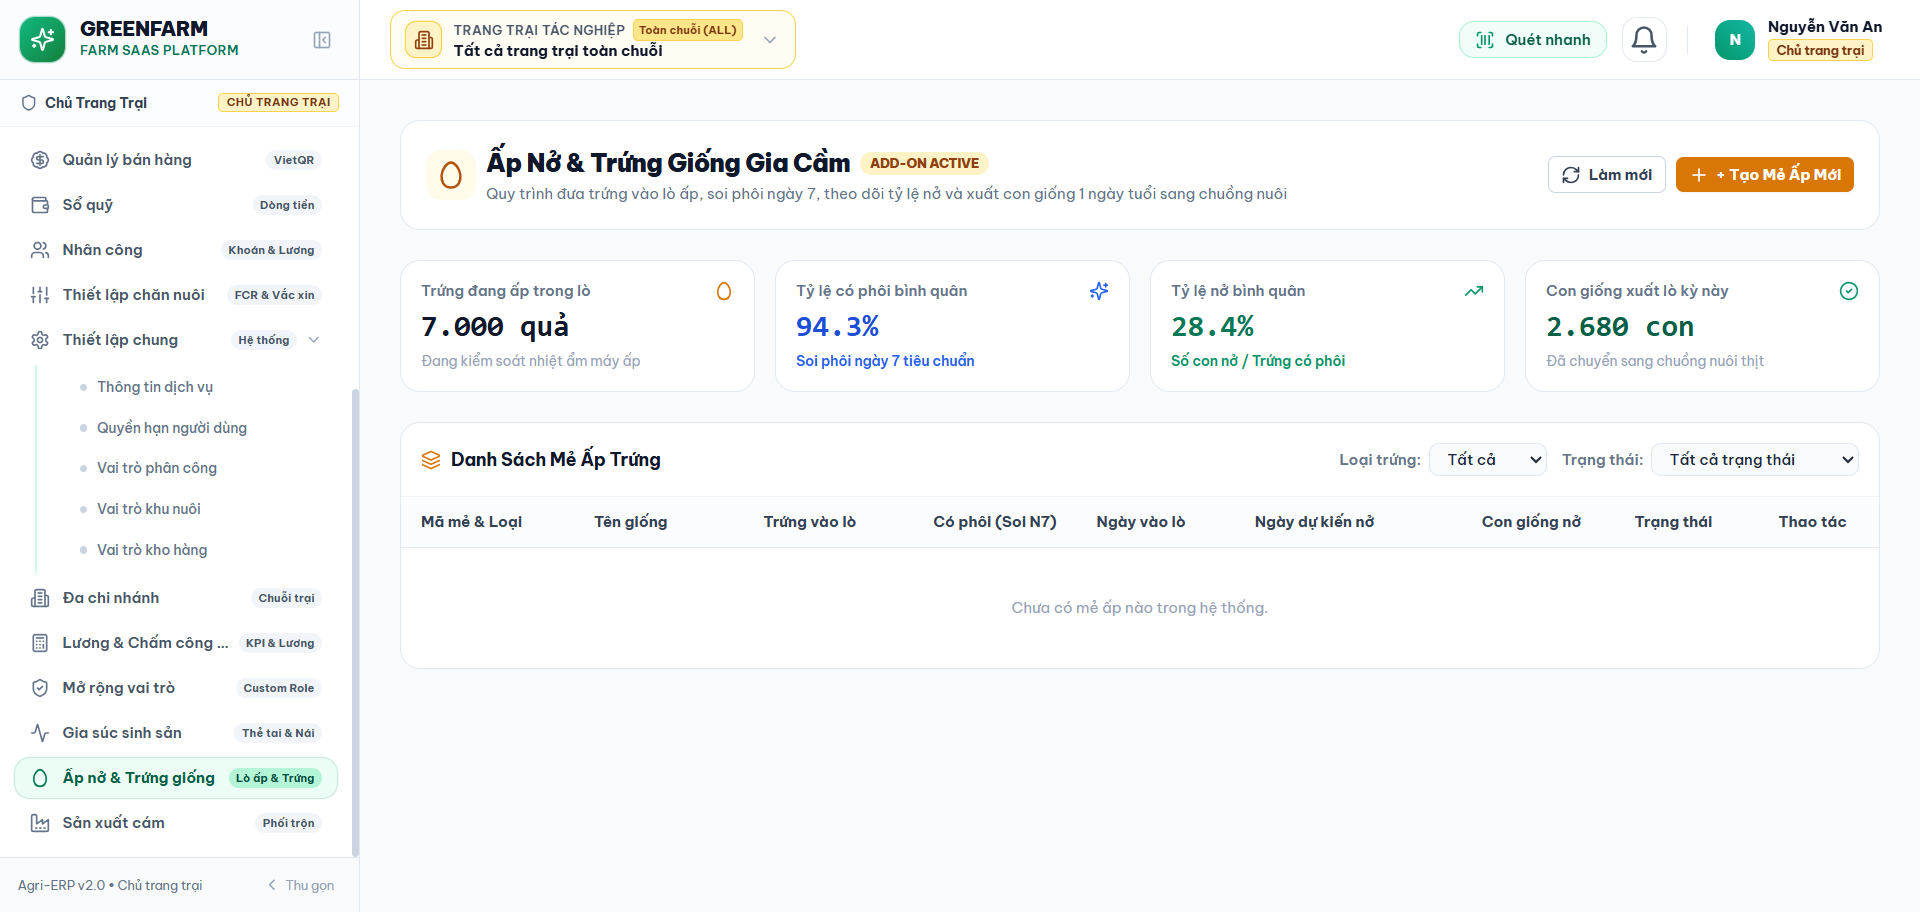 GREENFARM
FARM SAAS PLATFORM
TRANG TRẠI TÁC NGHIỆP Toàn chuỗi (ALL)
Tất cả trang trại toàn chuỗi
Quét nhanh
N
Nguyễn Văn An
Chủ trang trại
Chủ Trang Trại CHỦ TRANG TRẠI
Quản lý bán hàng VietQR
Sổ quỹ Dòng tiền
Nhân công Khoán & Lương
Thiết lập chăn nuôi FCR & Vắc xin
Thiết lập chung Hệ thống
Thông tin dịch vụ
Quyền hạn người dùng
Vai trò phân công
Vai trò khu nuôi
Vai trò kho hàng
Đa chi nhánh Chuỗi trại
Lương & Chấm công ... KPI & Lương
Mở rộng vai trò Custom Role
Gia súc sinh sản Thẻ tai & Nái
Ấp nở & Trứng giống Lò ấp & Trứng
Sản xuất cám Phối trộn
Agri-ERP v2.0 • Chủ trang trại Thu gọn
Ấp Nở & Trứng Giống Gia Cầm ADD-ON ACTIVE
Quy trình đưa trứng vào lò ấp, soi phôi ngày 7, theo dõi tỷ lệ nở và xuất con giống 1 ngày tuổi sang chuồng nuôi
Làm mới
+ Tạo Mẻ Ấp Mới
Trứng đang ấp trong lò
7.000 quả
Đang kiểm soát nhiệt ẩm máy ấp
Tỷ lệ có phôi bình quân
94.3%
Soi phôi ngày 7 tiêu chuẩn
Tỷ lệ nở bình quân
28.4%
Số con nở / Trứng có phôi
Con giống xuất lò kỳ này
2.680 con
Đã chuyển sang chuồng nuôi thịt
Danh Sách Mẻ Ấp Trứng
Loại trứng: Tất cả Trạng thái: Tất cả trạng thái
Mã mẻ & Loại Tên giống Trứng vào lò Có phôi (Soi N7) Ngày vào lò Ngày dự kiến nở Con giống nở Trạng thái Thao tác
Chưa có mẻ ấp nào trong hệ thống.